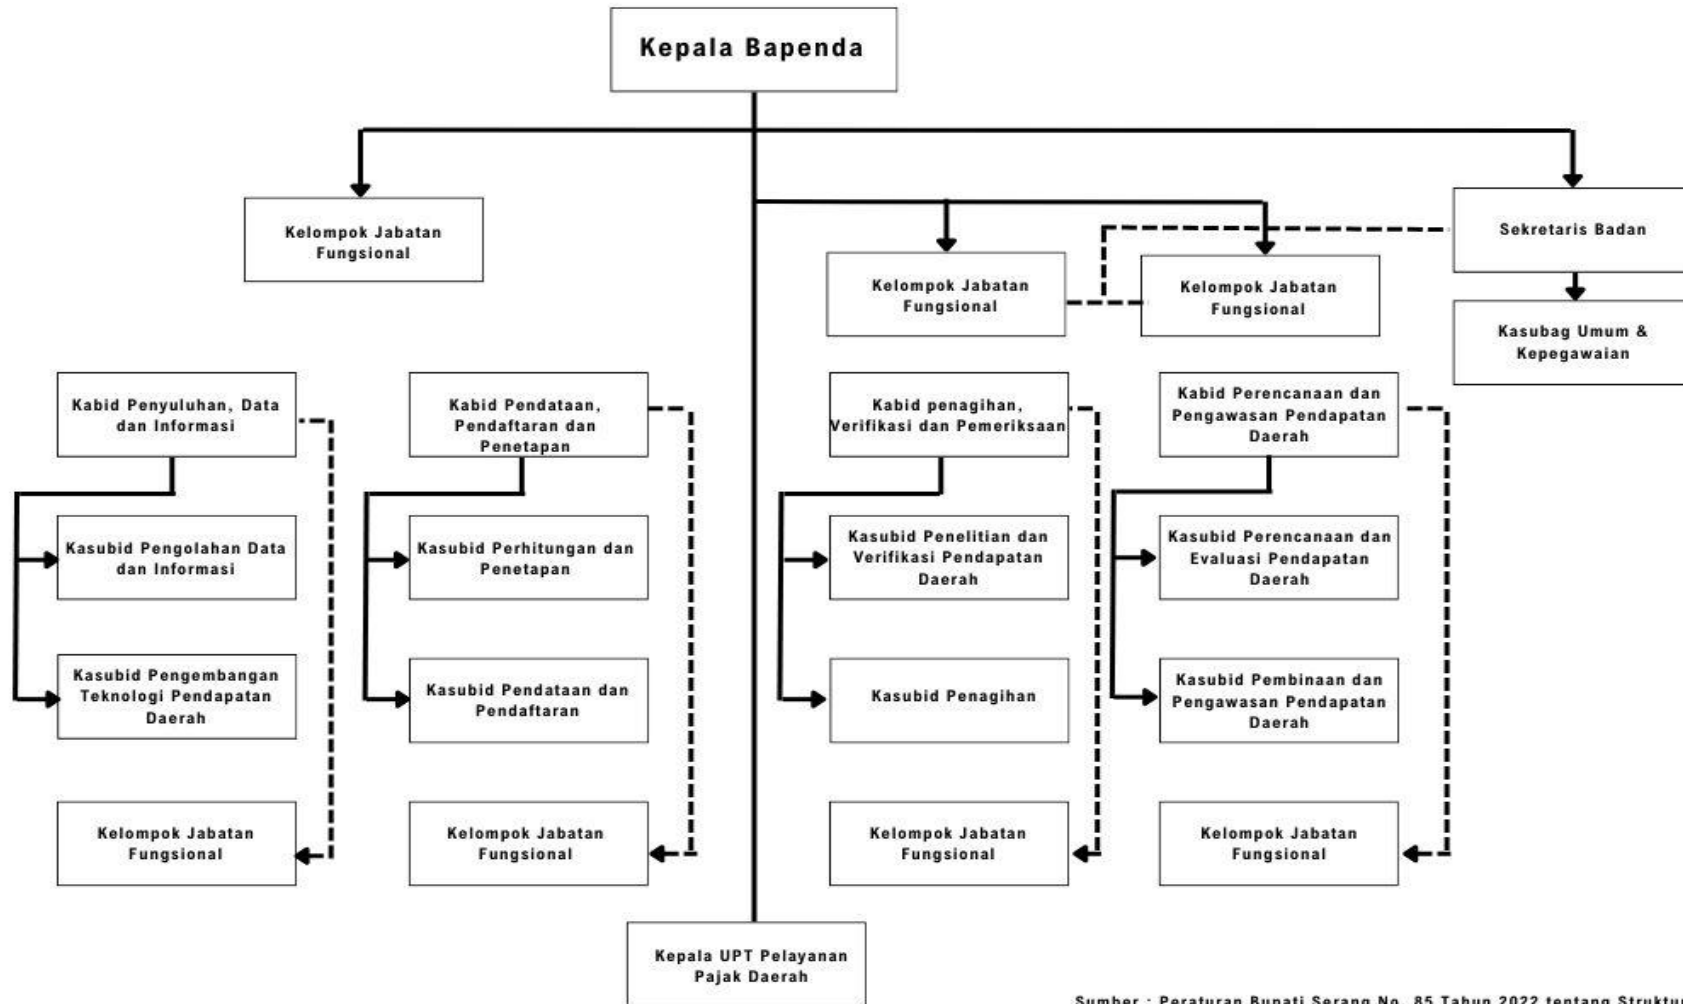 Kepala Bapenda
Kelompok Jabatan
Fungsional
Sekretaris Badan
Kelompok Jabatan
Fungsional
Kelompok Jabatan
Fungsional
Kasubag Umum &
Kepegawaian
Kabid Penyuluhan, Data
dan Informasi
Kabid Pendataan,
Pendaftaran dan
Penetapan
Kabid penagihan,
Verifikasi dan Pemeriksaan
Kabid Perencanaan dan
Pengawasan Pendapatan
Daerah
Kasubid Pengolahan Data
dan Informasi
Kasubid Perhitungan dan
Penetapan
Kasubid Penelitian dan
Verifikasi Pendapatan
Daerah
Kasubid Perencanaan dan
Evaluasi Pendapatan
Daerah
Kasubid Pengembangan
Teknologi Pendapatan
Daerah
Kasubid Pendataan dan
Pendaftaran
Kasubid Penagihan
Kasubid Pembinaan dan
Pengawasan Pendapatan
Daerah
Kelompok Jabatan
Fungsional
Kelompok Jabatan
Fungsional
Kelompok Jabatan
Fungsional
Kelompok Jabatan
Fungsional
Kepala UPT Pelayanan
Pajak Daerah
Sumber : Peraturan Bupati Serang No. 85 Tahun 2022 tentang Struktur